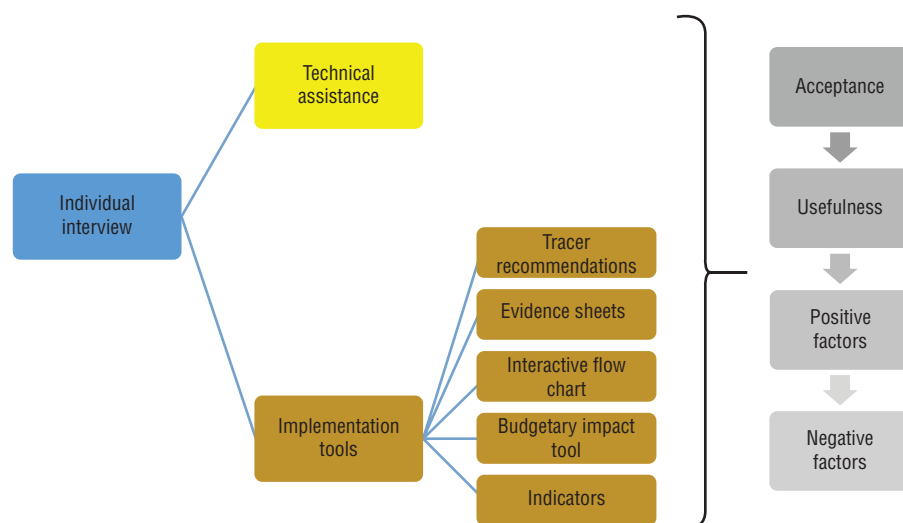 Technical
assistance
Individual
interview
Implementation
tools
Tracer
recommendations
Evidence sheets
Interactive flow
chart
Budgetary impact
tool
Indicators
Acceptance
Usefulness
Positive
factors
Negative
factors